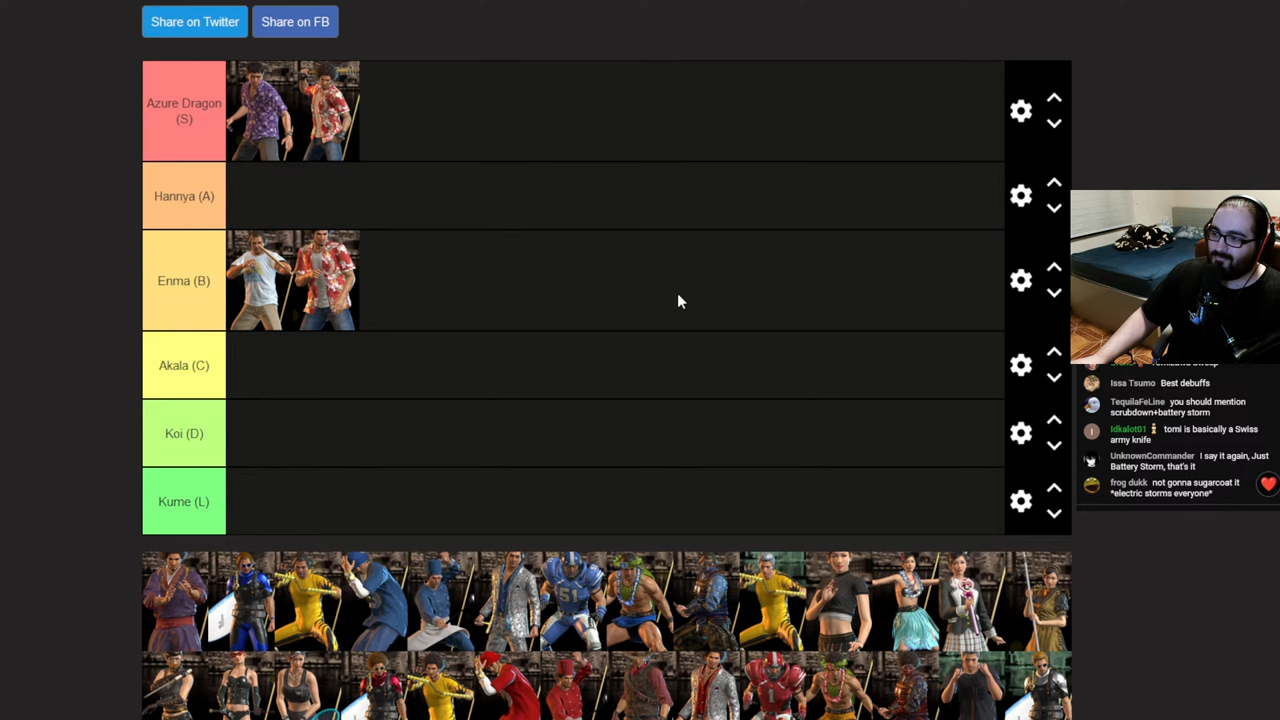 Share on Twitter
Share on FB
Azure Dragon
(S)
Hannya (A)
Enma (B)
Akala (C)
Koi (D)
Kume (L)
Issa Tsumo Best debuffs
TequilaFeLine you should mention
scrubdown+battery storm
Idkalot01 tomi is basically a Swiss
army knife
UnknownCommander I say it again, Just
Battery Storm, that's it
frog dukk not gonna sugarcoat it
*electric storms everyone*